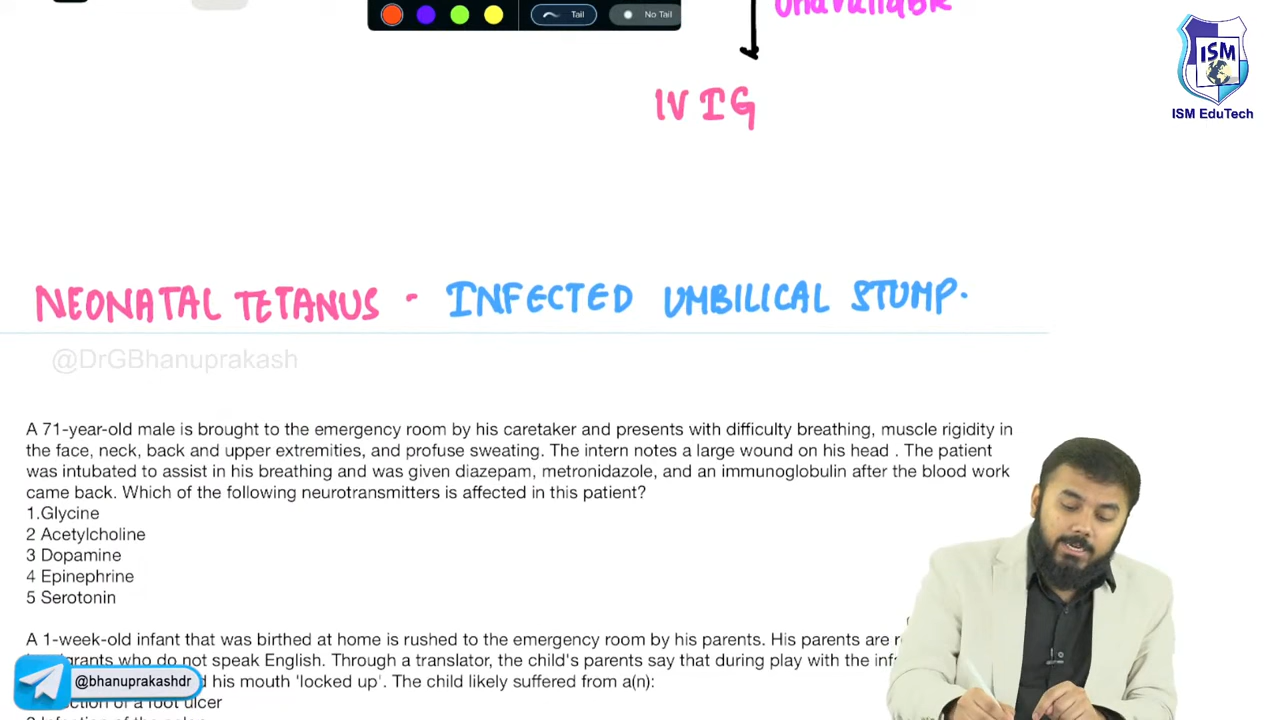 Tail
No Tail
unavailable
IV IG
ISM
ISM EduTech
NEONATAL TETANUS - INFECTED UMBILICAL STUMP.
@DrGBhanuprakash
A 71-year-old male is brought to the emergency room by his caretaker and presents with difficulty breathing, muscle rigidity in
the face, neck, back and upper extremities, and profuse sweating. The intern notes a large wound on his head . The patient
was intubated to assist in his breathing and was given diazepam, metronidazole, and an immunoglobulin after the blood work
came back. Which of the following neurotransmitters is affected in this patient?
1.Glycine
2 Acetylcholine
3 Dopamine
4 Epinephrine
5 Serotonin
A 1-week-old infant that was birthed at home is rushed to the emergency room by his parents. His parents are
who do not speak English. Through a translator, the child's parents say that during play with the
his mouth 'locked up'. The child likely suffered from a(n):
of a foot ulcer
@bhanuprakashdr